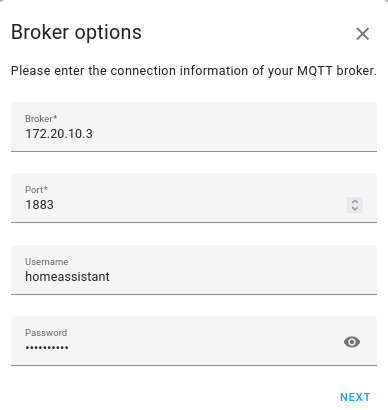 Broker options
Please enter the connection information of your MQTT broker.
Broker*
172.20.10.3
Port*
1883
Username
homeassistant
Password
••••••••••
NEXT